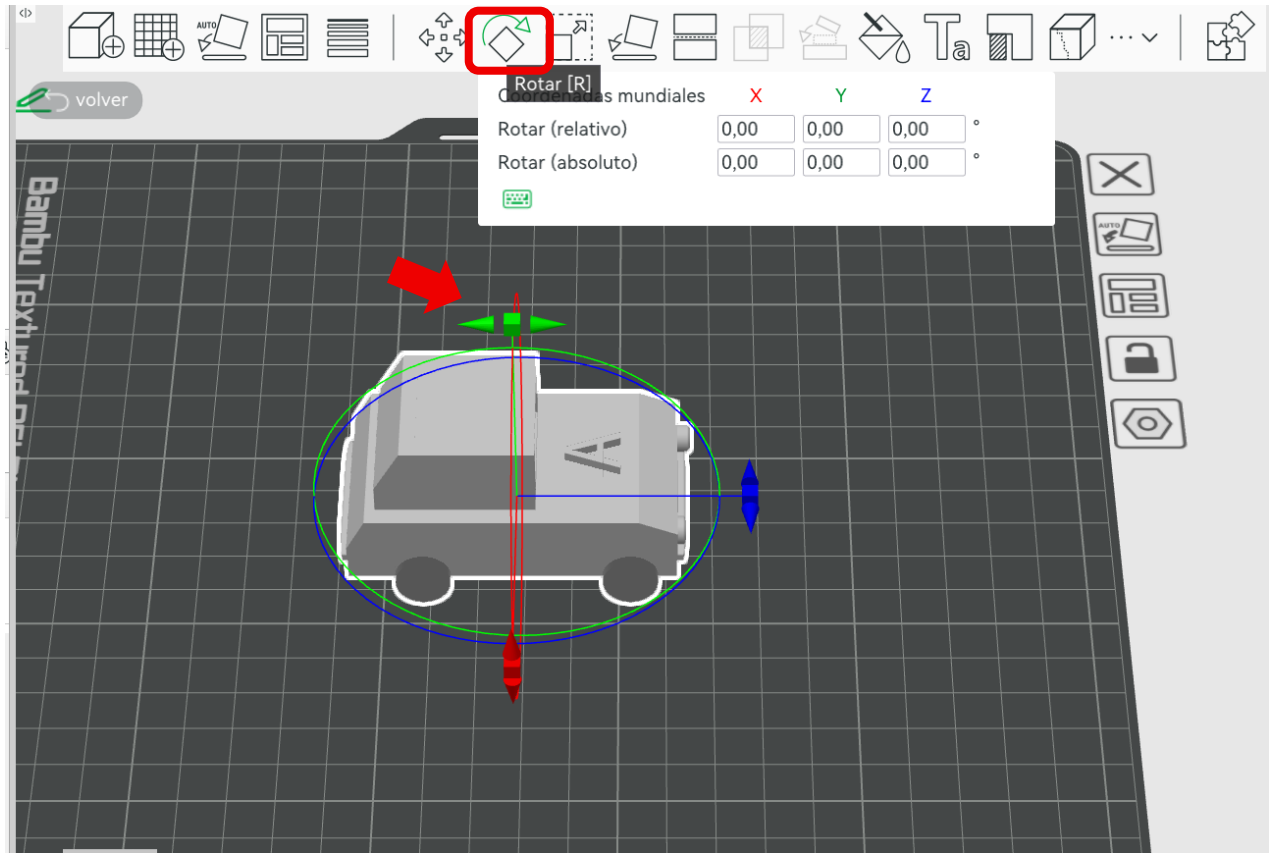 AUTO
Ta
Rotar [R]
volver
Coordenadas mundiales X Y Z
Rotar (relativo) 0,00 0,00 0,00 °
Rotar (absoluto) 0,00 0,00 0,00 °
AUTO
Bambu Textured PEI
A